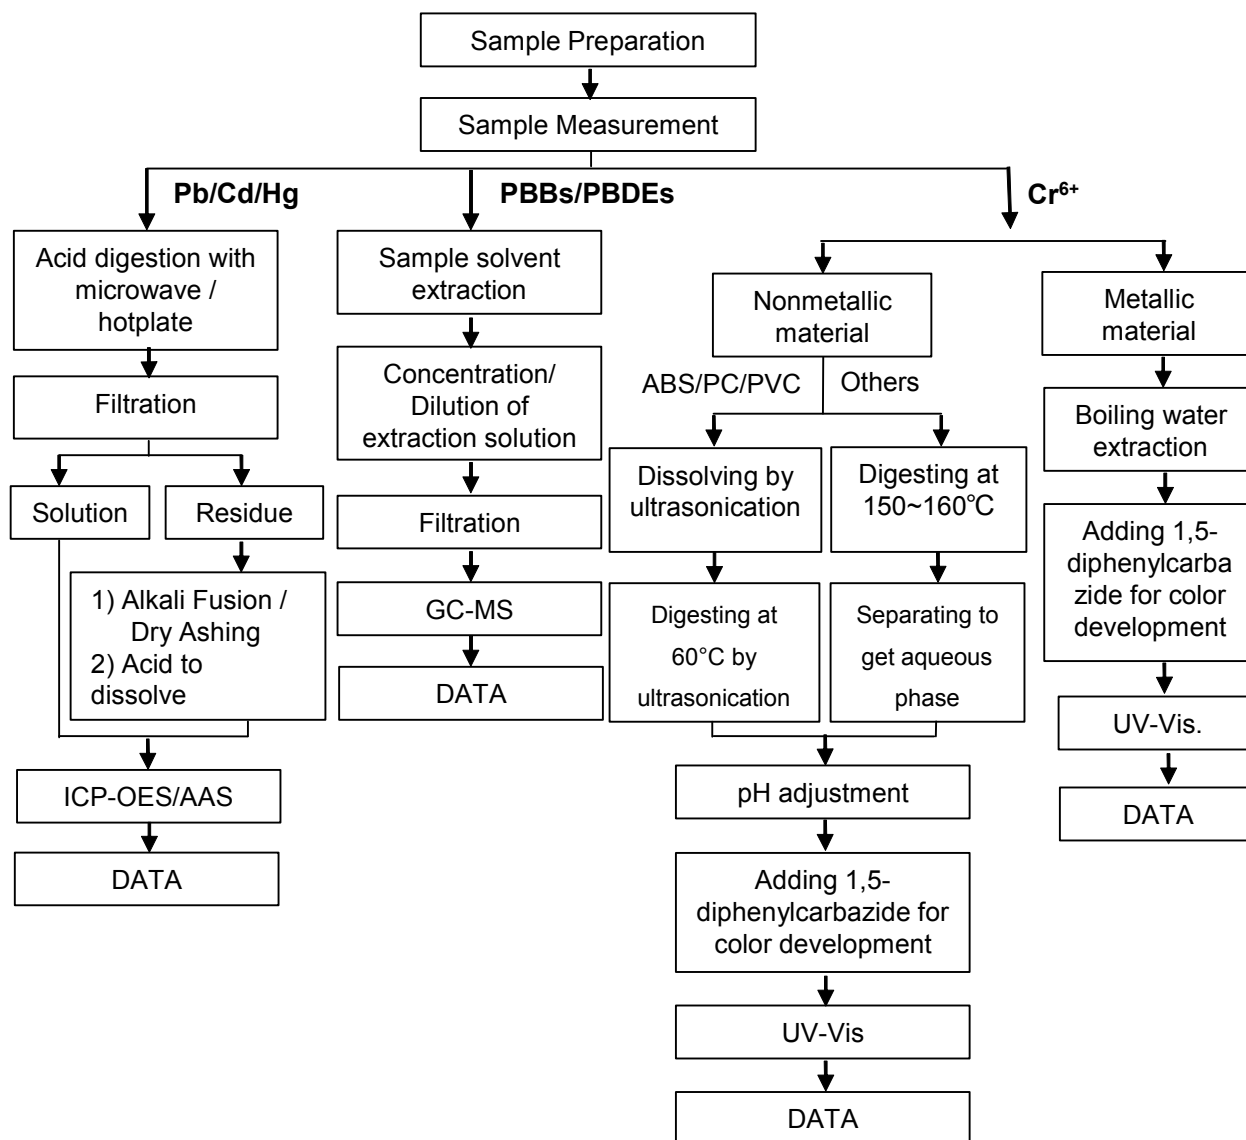 Sample Preparation
Sample Measurement
Pb/Cd/Hg
PBBs/PBDEs
Cr⁶⁺
Acid digestion with
microwave /
hotplate
Filtration
Solution
Residue
1) Alkali Fusion /
Dry Ashing
2) Acid to
dissolve
ICP-OES/AAS
DATA
Sample solvent
extraction
Concentration/
Dilution of
extraction solution
Filtration
GC-MS
DATA
Nonmetallic
material
ABS/PC/PVC
Others
Dissolving by
ultrasonication
Digesting at
60°C by
ultrasonication
Digesting at
150~160℃
Separating to
get aqueous
phase
pH adjustment
Adding 1,5-
diphenylcarbazide for
color development
UV-Vis
DATA
Metallic
material
Boiling water
extraction
Adding 1,5-
diphenylcarba
zide for color
development
UV-Vis.
DATA